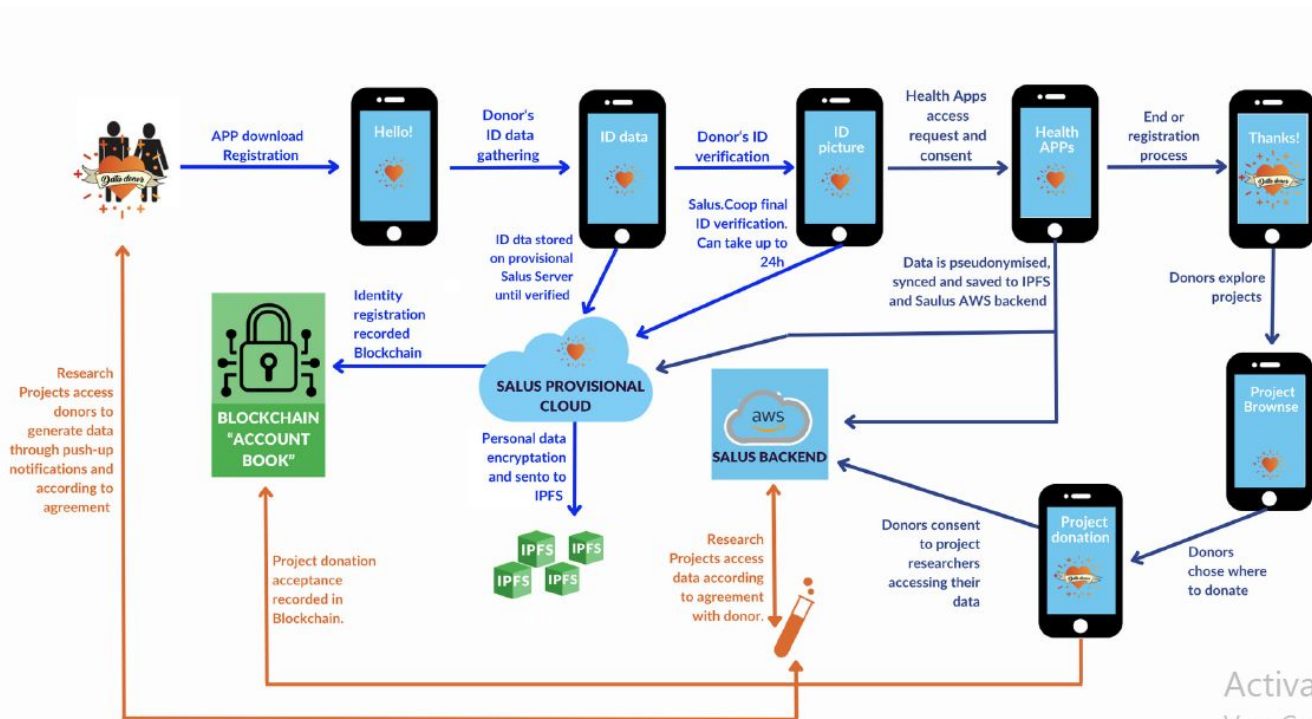 Data donor
APP download
Registration
Hello!
Donor's
ID data
gathering
ID data
Donor's ID
verification
ID
picture
Health Apps
access
request and
consent
Health
APPs
End or
registration
process
Thanks!
Data donor
ID dta stored
on provisional
Salus Server
until verified
Salus.Coop final
ID verification.
Can take up to
24h
Data is pseudonymised,
synced and saved to IPFS
and Saulus AWS backend
Donors explore
projects
Identity
registration
recorded
Blockchain
BLOCKCHAIN
"ACCOUNT
BOOK"
SALUS PROVISIONAL
CLOUD
aws
SALUS BACKEND
Project
Brownse
Research
Projects access
donors to
generate data
through push-up
notifications and
according to
agreement
Personal data
encryptation
and sento to
IPFS
IPFS
IPFS
IPFS
IPFS
Project donation
acceptance
recorded in
Blockchain.
Research
Projects access
data according
to agreement
with donor.
Donors consent
to project
researchers
accessing their
data
Project
donation
Data donor
Donors
chose where
to donate
Activa